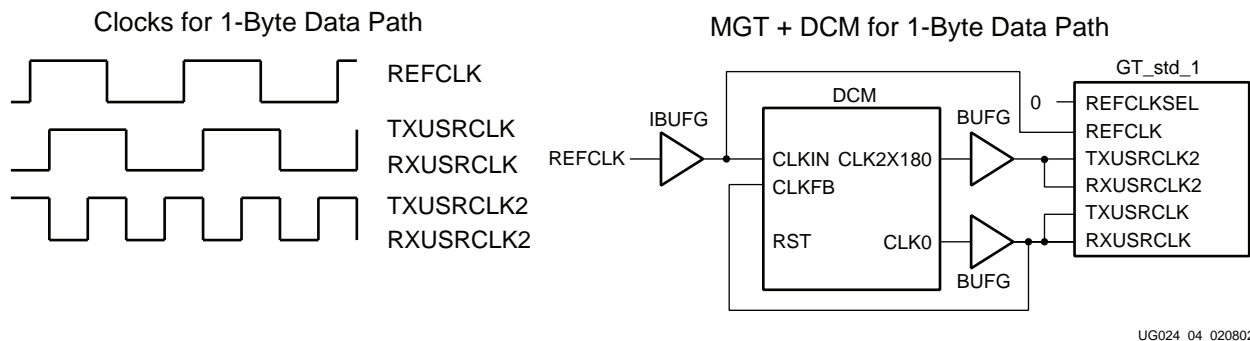 Clocks for 1-Byte Data Path
REFCLK
TXUSRCLK
RXUSRCLK
TXUSRCLK2
RXUSRCLK2
MGT + DCM for 1-Byte Data Path
GT_std_1
0
REFCLKSEL
REFCLK
TXUSRCLK2
RXUSRCLK2
TXUSRCLK
RXUSRCLK
DCM
IBUFG
BUFG
REFCLK
CLKIN
CLK2X180
CLKFB
RST
CLK0
BUFG
UG024_04_020802